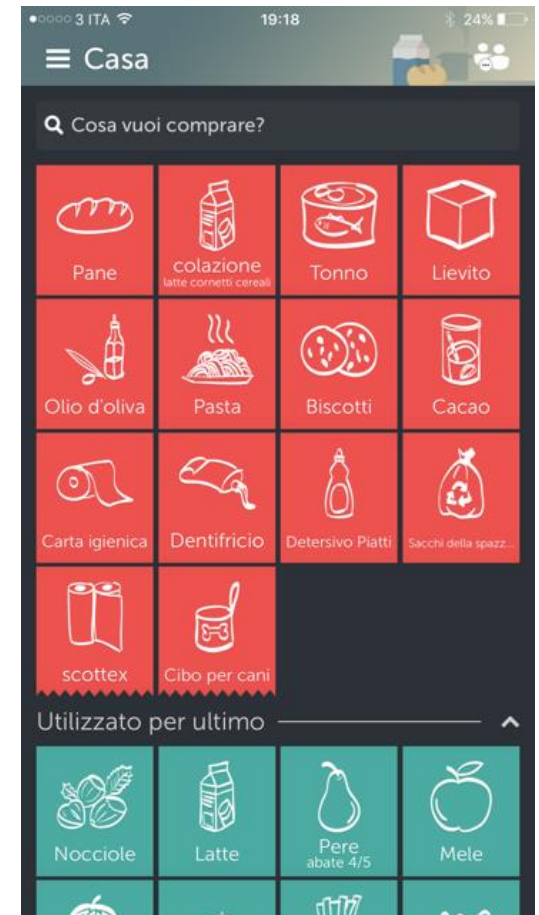 3 ITA 19:18 24%
Casa
Cosa vuoi comprare?
Pane
colazione
latte cornetti cereali
Tonno
Lievito
Olio d'oliva
Pasta
Biscotti
Cacao
Carta igienica
Dentifricio
Detersivo Piatti
Sacchi della spazz...
scottex
Cibo per cani
Utilizzato per ultimo
Nocciole
Latte
Pere
abate 4/5
Mele